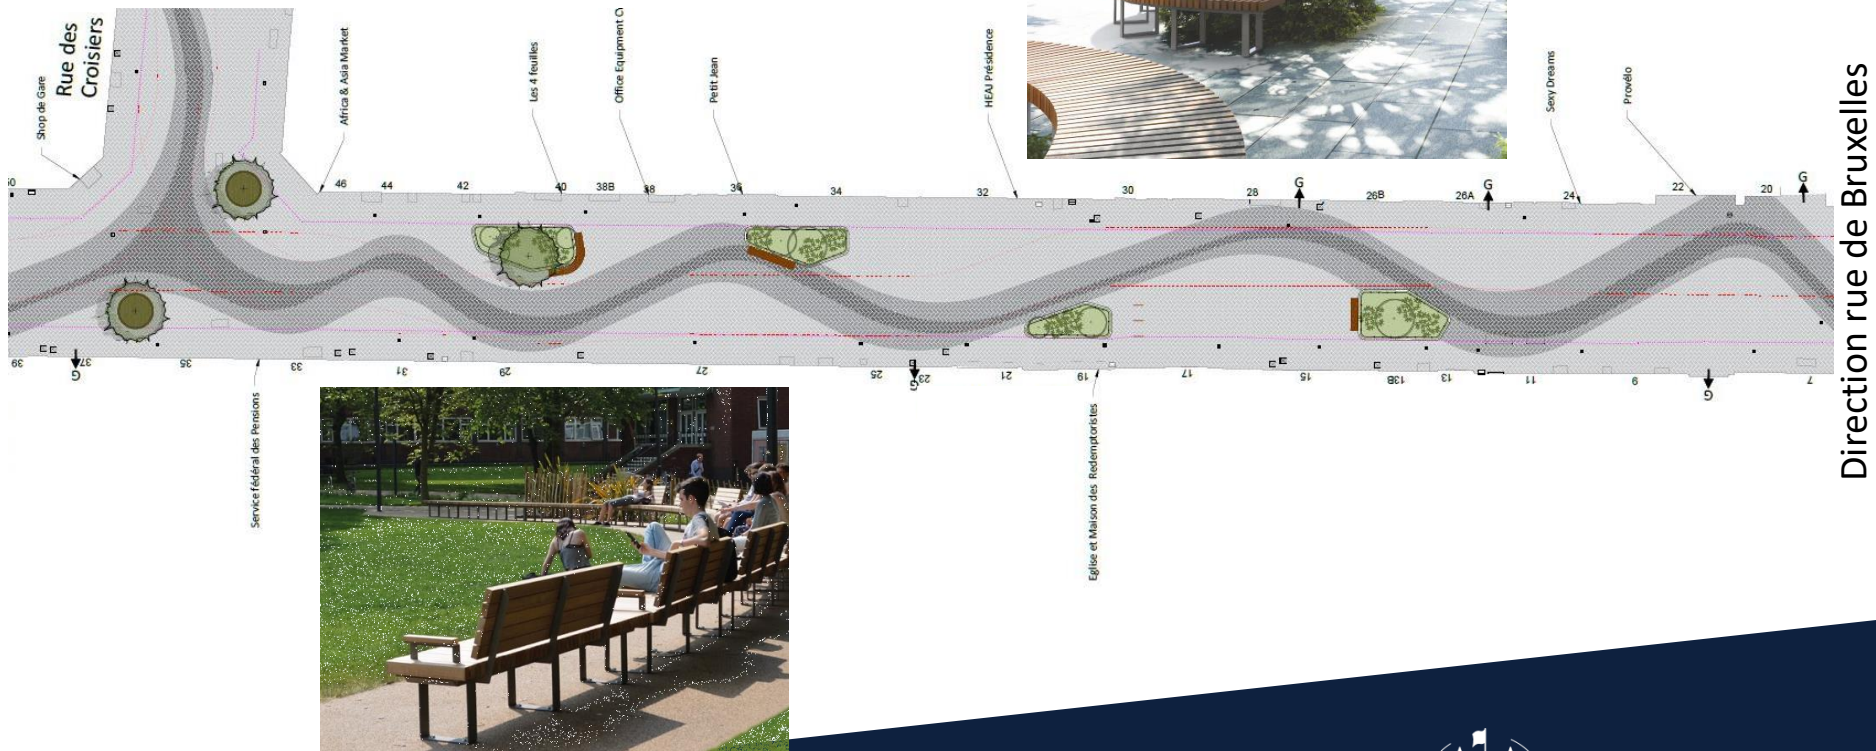 Rue des
Croisiers
Shop de Gare
Africa & Asia Market
Les 4 feuilles
Office Equipment
Petit Jean
HEAJ Présidence
Sexy Dreams
Provélo
Direction rue de Bruxelles
46 44 42 40 38B 38 36 34 32 30 28 G 26B 26A G 24 22 20 G
39 37 G 35 33 31 29 27 25 23 G 21 19 17 15 13B 13 11 9 G 7
Service fédéral des Pensions
Eglise et Maison des Redemptoristes